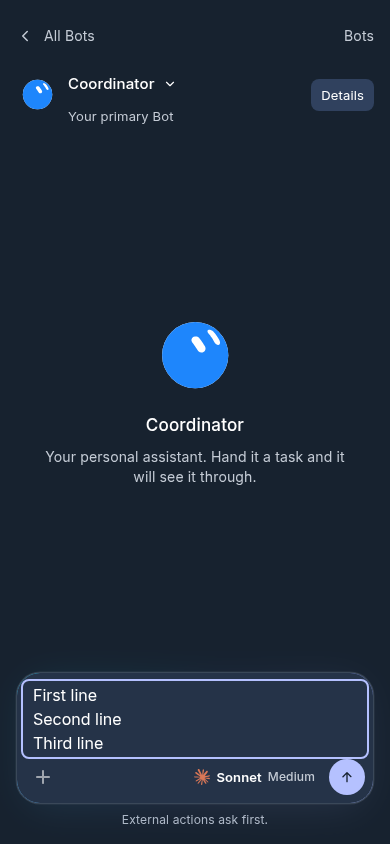 All Bots
Bots
Coordinator
Your primary Bot
Details
Coordinator
Your personal assistant. Hand it a task and it
will see it through.
First line
Second line
Third line
Sonnet Medium
External actions ask first.